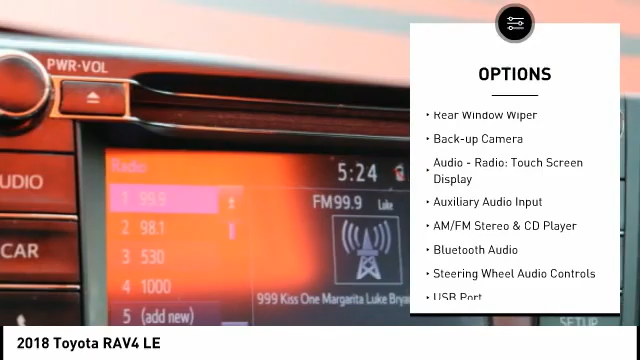 PWR·VOL
AUDIO
CAR
Radio
5:24
1 99.9
2 98.1
3 530
4 1000
5 (add new)
FM99.9 Luke
999 Kiss One Margarita Luke Brya
SETUP
OPTIONS
Rear Window Wiper
Back-up Camera
Audio - Radio: Touch Screen
Display
Auxiliary Audio Input
AM/FM Stereo & CD Player
Bluetooth Audio
Steering Wheel Audio Controls
USB Port
2018 Toyota RAV4 LE